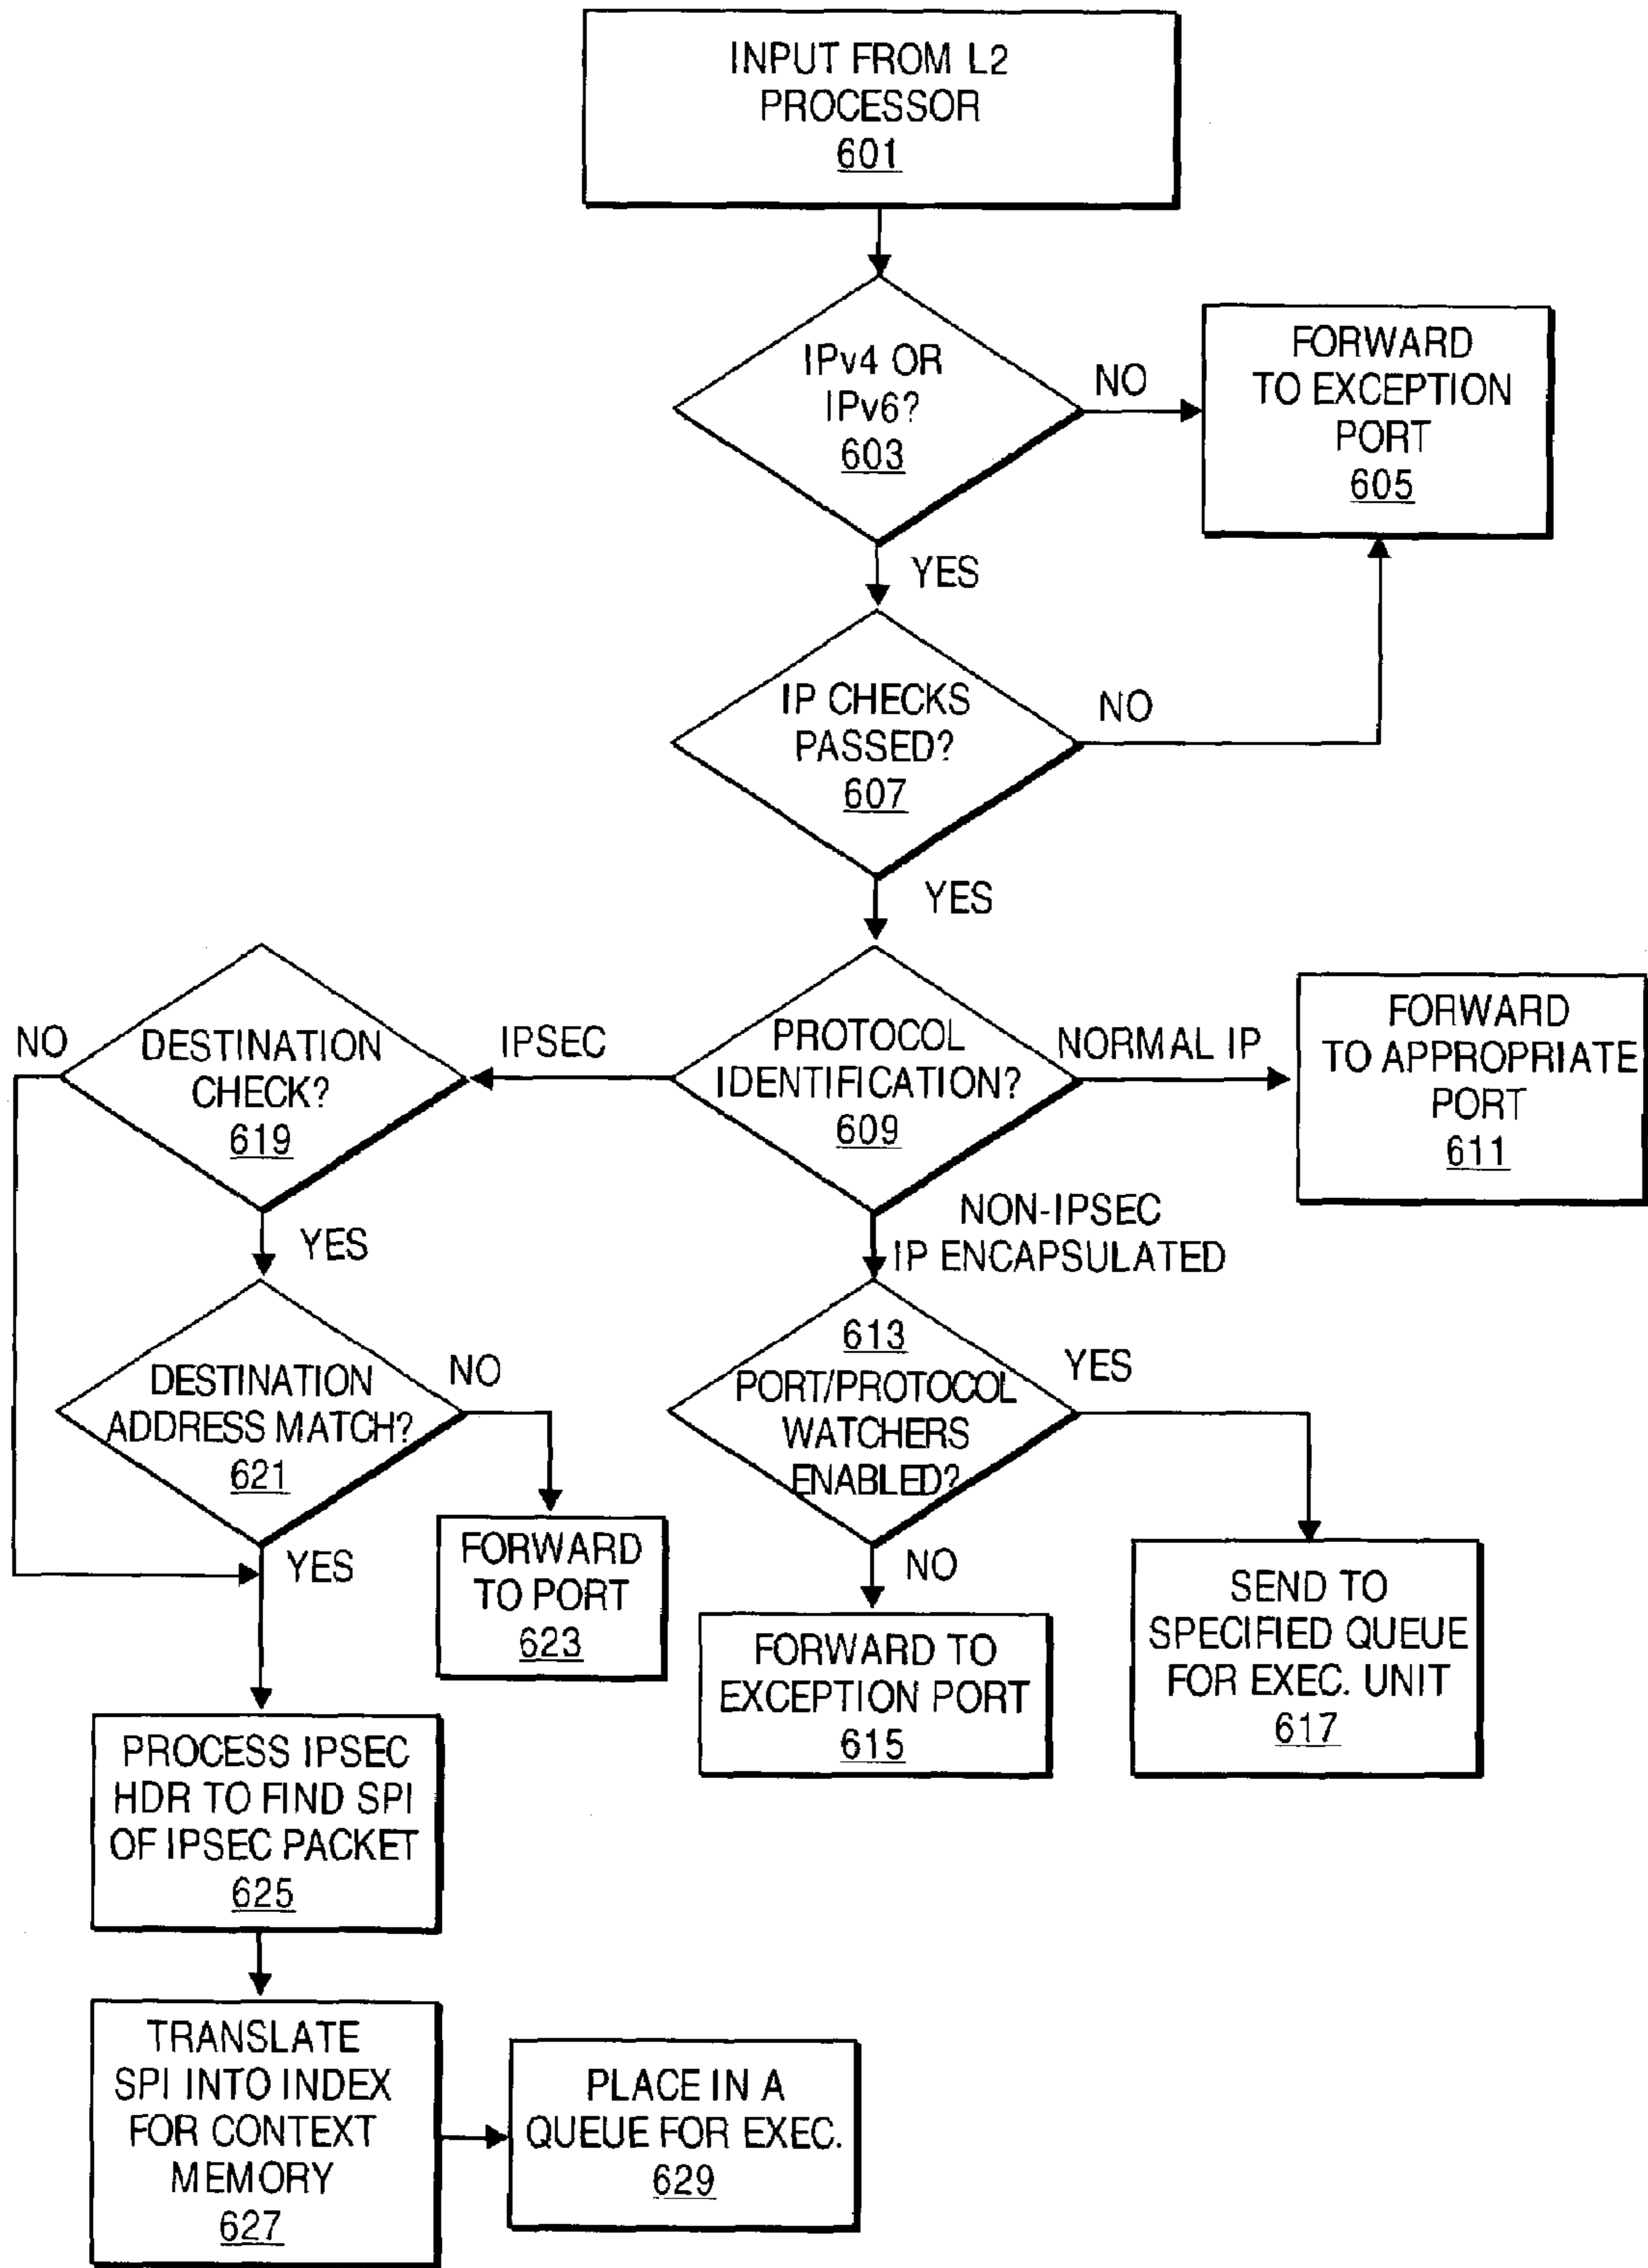 INPUT FROM L2
PROCESSOR
601
IPv4 OR
IPv6?
603
NO
FORWARD
TO EXCEPTION
PORT
605
YES
IP CHECKS
PASSED?
607
NO
YES
NO
DESTINATION
CHECK?
619
IPSEC
PROTOCOL
IDENTIFICATION?
609
NORMAL IP
FORWARD
TO APPROPRIATE
PORT
611
YES
NON-IPSEC
IP ENCAPSULATED
DESTINATION
ADDRESS MATCH?
621
NO
613
PORT/PROTOCOL
WATCHERS
ENABLED?
YES
YES
FORWARD
TO PORT
623
NO
FORWARD TO
EXCEPTION PORT
615
SEND TO
SPECIFIED QUEUE
FOR EXEC. UNIT
617
PROCESS IPSEC
HDR TO FIND SPI
OF IPSEC PACKET
625
TRANSLATE
SPI INTO INDEX
FOR CONTEXT
MEMORY
627
PLACE IN A
QUEUE FOR EXEC.
629